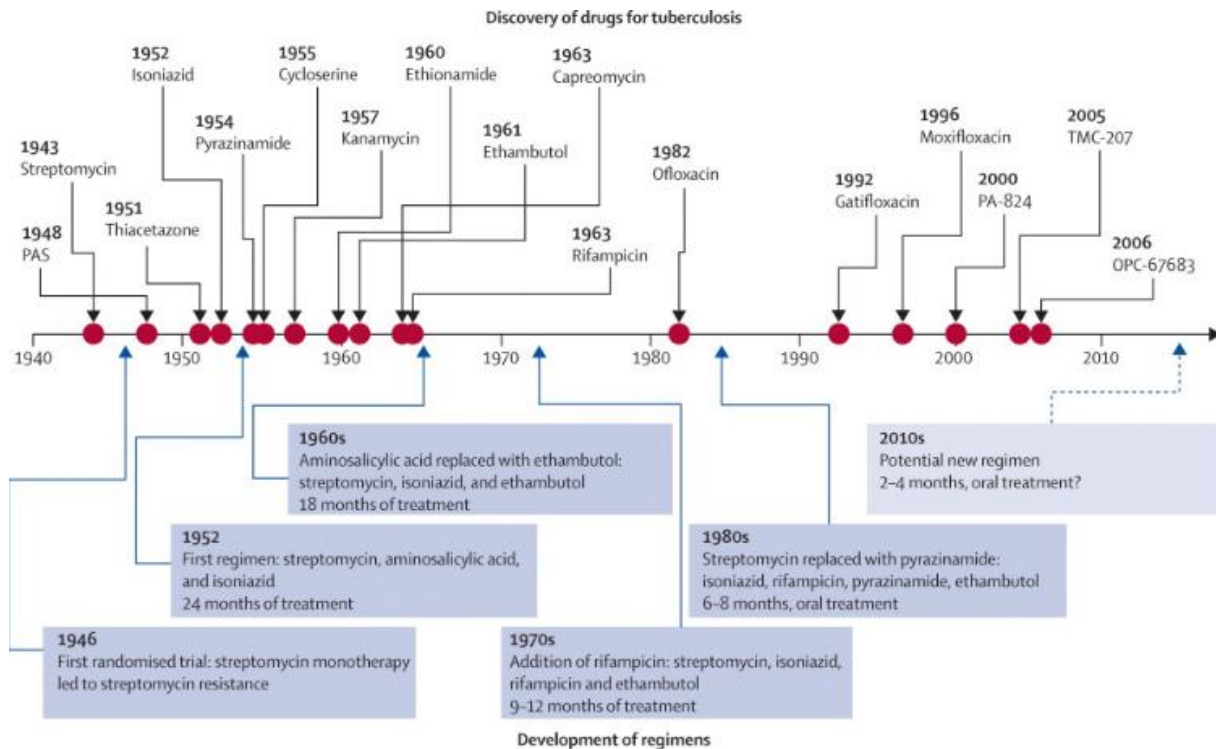 Discovery of drugs for tuberculosis
1952
Isoniazid
1955
Cycloserine
1960
Ethionamide
1963
Capreomycin
1954
Pyrazinamide
1957
Kanamycin
1961
Ethambutol
1996
Moxifloxacin
2005
TMC-207
1943
Streptomycin
1982
Ofloxacin
1992
Gatifloxacin
2000
PA-824
1951
Thiacetazone
1948
PAS
1963
Rifampicin
2006
OPC-67683
1940
1950
1960
1970
1980
1990
2000
2010
1960s
Aminosalicylic acid replaced with ethambutol:
streptomycin, isoniazid, and ethambutol
18 months of treatment
2010s
Potential new regimen
2–4 months, oral treatment?
1952
First regimen: streptomycin, aminosalicylic acid,
and isoniazid
24 months of treatment
1980s
Streptomycin replaced with pyrazinamide:
isoniazid, rifampicin, pyrazinamide, ethambutol
6–8 months, oral treatment
1946
First randomised trial: streptomycin monotherapy
led to streptomycin resistance
1970s
Addition of rifampicin: streptomycin, isoniazid,
rifampicin and ethambutol
9–12 months of treatment
Development of regimens